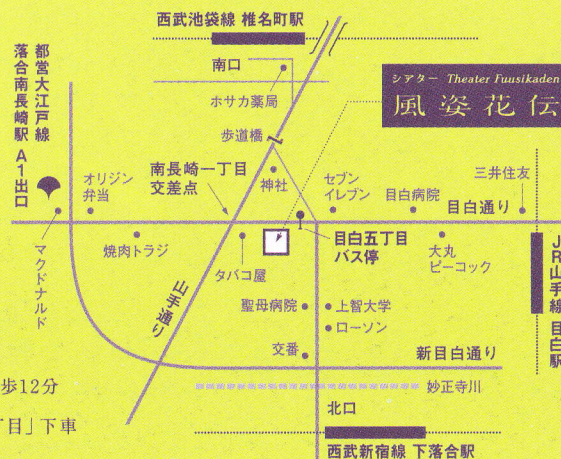 西武池袋線 椎名町駅
都営大江戸線
落合南長崎駅 A1出口
南口
ホサカ薬局
シアター Theater Fuusikaden
風姿花伝
歩道橋
南長崎一丁目
交差点
神社
オリジン
弁当
セブン
イレブン
目白病院
三井住友
目白通り
マクドナルド
焼肉トラジ
タバコ屋
目白五丁目
バス停
大丸
ピーコック
JR山手線 目白駅
山手通り
聖母病院
上智大学
ローソン
交番
新目白通り
歩12分
妙正寺川
目」下車
北口
西武新宿線 下落合駅